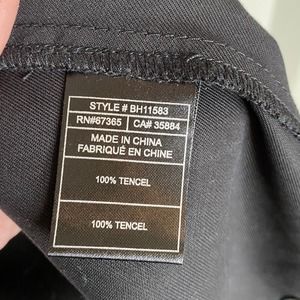 STYLE # BH11583
RN#67365 CA# 35884
MADE IN CHINA
FABRIQUÉ EN CHINE
100% TENCEL
100% TENCEL